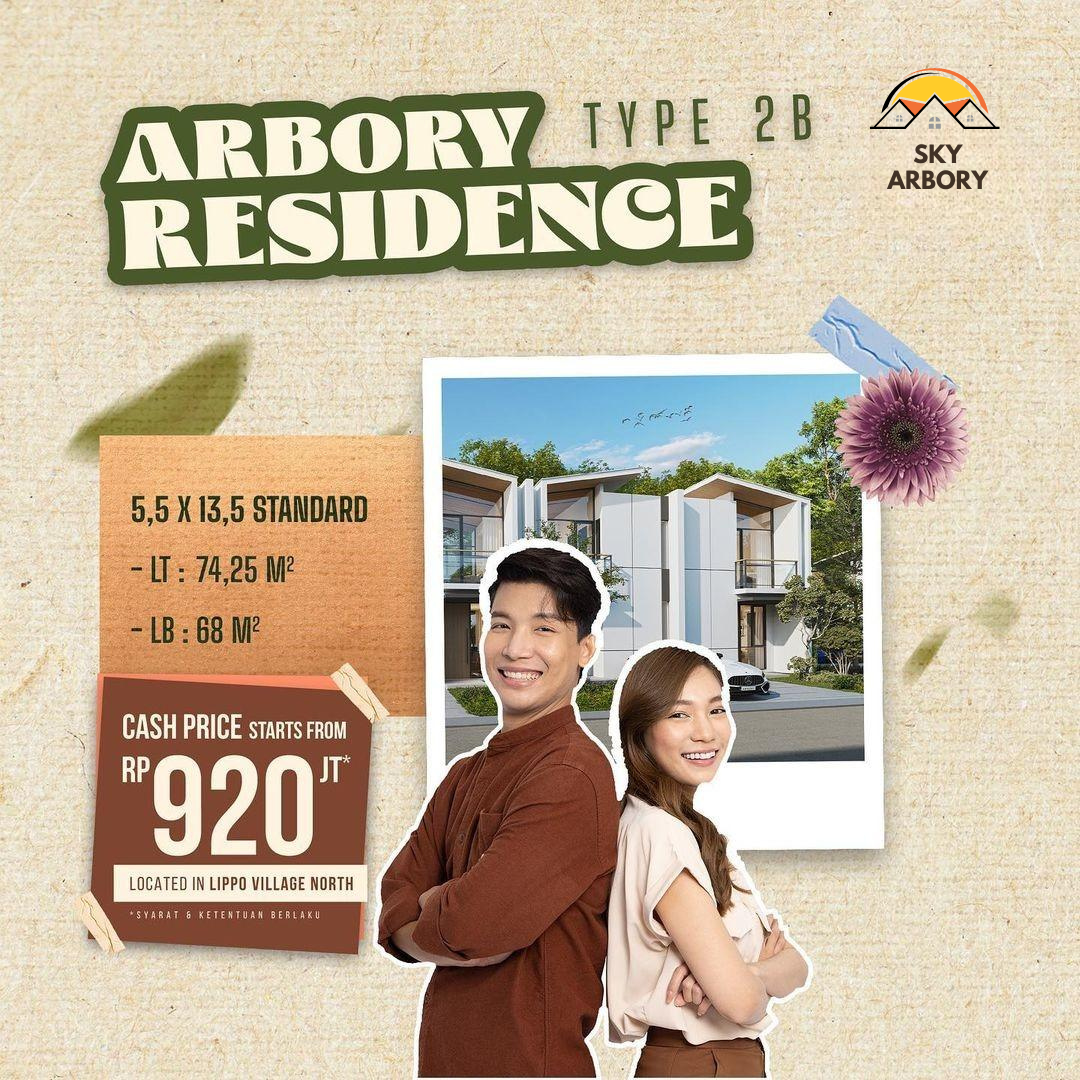 ARBORY
RESIDENCE
TYPE 2B
SKY
ARBORY
5,5 X 13,5 STANDARD
- LT : 74,25 M²
- LB : 68 M²
CASH PRICE STARTS FROM
RP 920 JT*
LOCATED IN LIPPO VILLAGE NORTH
*SYARAT & KETENTUAN BERLAKU